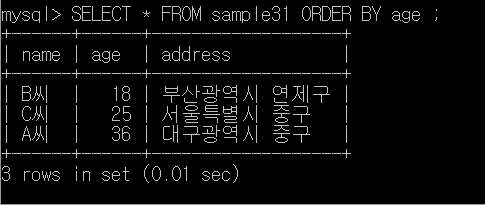 mysql> SELECT * FROM sample31 ORDER BY age ;
+------+------+---------------------+
| name | age | address |
+------+------+---------------------+
| B씨 | 18 | 부산광역시 연제구 |
| C씨 | 25 | 서울특별시 중구 |
| A씨 | 36 | 대구광역시 중구 |
+------+------+---------------------+
3 rows in set (0.01 sec)